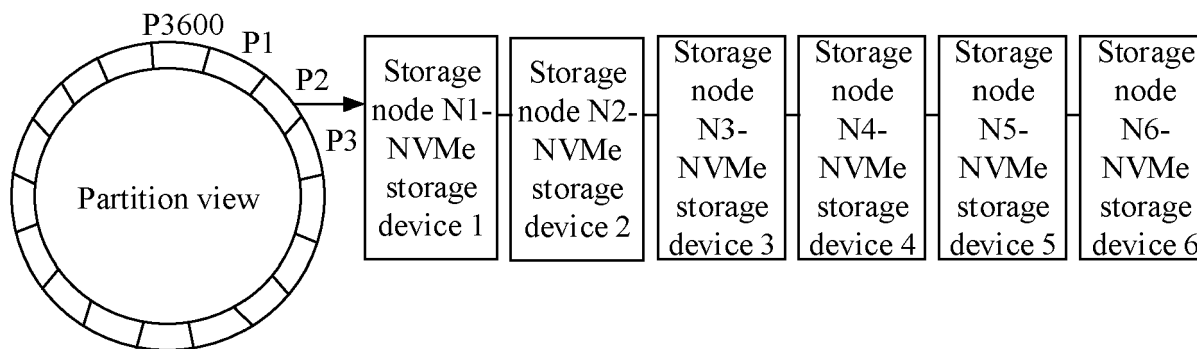 P3600
P1
P2
P3
Partition view
Storage
node N1-
NVMe
storage
device 1
Storage
node N2-
NVMe
storage
device 2
Storage
node
N3-
NVMe
storage
device 3
Storage
node
N4-
NVMe
storage
device 4
Storage
node
N5-
NVMe
storage
device 5
Storage
node
N6-
NVMe
storage
device 6